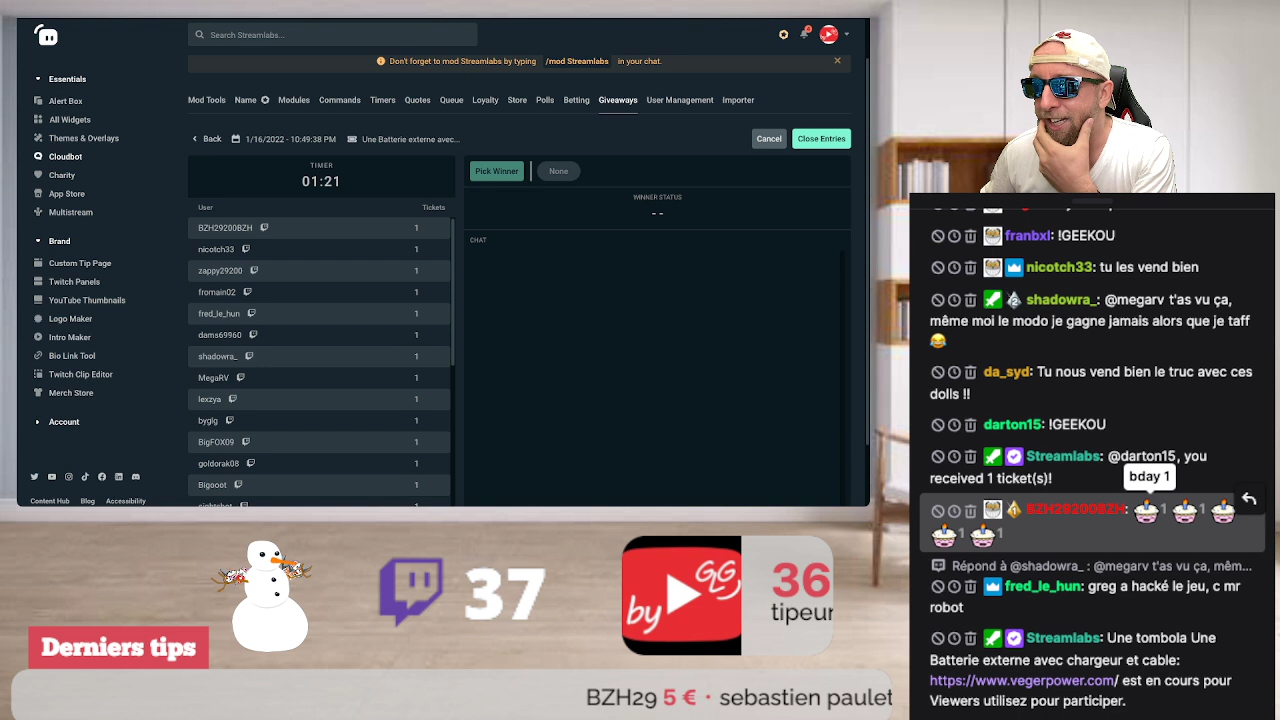 Search Streamlabs...
4
Don't forget to mod Streamlabs by typing /mod Streamlabs in your chat.
Essentials
Alert Box
All Widgets
Themes & Overlays
Cloudbot
Charity
App Store
Multistream
Brand
Custom Tip Page
Twitch Panels
YouTube Thumbnails
Logo Maker
Intro Maker
Bio Link Tool
Twitch Clip Editor
Merch Store
Account
Content Hub Blog Accessibility
Mod Tools Name Modules Commands Timers Quotes Queue Loyalty Store Polls Betting Giveaways User Management Importer
Back 1/16/2022 - 10:49:38 PM Une Batterie externe avec...
Cancel Close Entries
TIMER
01:21
User Tickets
BZH29200BZH 1
nicotch33 1
zappy29200 1
fromain02 1
fred_le_hun 1
dams69960 1
shadowra_ 1
MegaRV 1
lexzya 1
byglg 1
BigFOX09 1
goldorak08 1
Bigooot 1
Pick Winner None
WINNER STATUS
--
CHAT
franbxl: !GEEKOU
nicotch33: tu les vend bien
shadowra_: @megarv t'as vu ça,
même moi le modo je gagne jamais alors que je taff
da_syd: Tu nous vend bien le truc avec ces
dolls !!
darton15: !GEEKOU
Streamlabs: @darton15, you
received 1 ticket(s)!
bday 1
BZH29200BZH: 1 1
1 1
Répond à @shadowra_ : @megarv t'as vu ça, mêm...
fred_le_hun: greg a hacké le jeu, c mr
robot
Streamlabs: Une tombola Une
Batterie externe avec chargeur et cable:
https://www.vegerpower.com/ est en cours pour
Viewers utilisez pour participer.
37
by GLG
36
tipeur
Derniers tips
BZH29 5 € · sebastien paulet